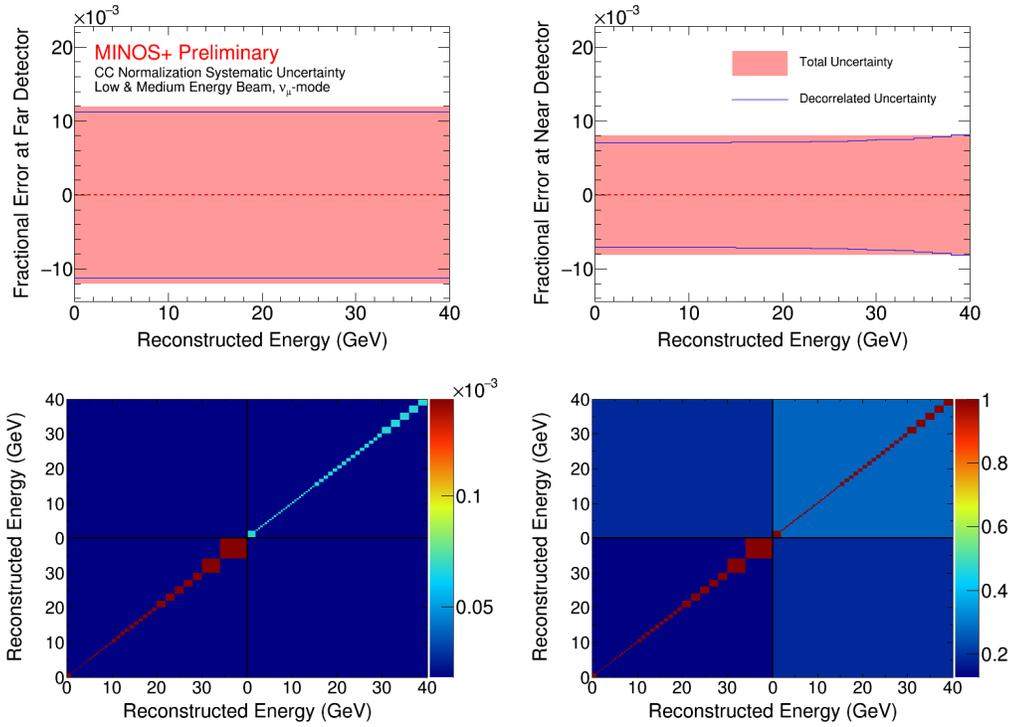 ×10⁻³
20
10
0
−10
Fractional Error at Far Detector
MINOS+ Preliminary
CC Normalization Systematic Uncertainty
Low & Medium Energy Beam, νμ-mode
0 10 20 30 40
Reconstructed Energy (GeV)
×10⁻³
20
10
0
−10
Fractional Error at Near Detector
Total Uncertainty
Decorrelated Uncertainty
0 10 20 30 40
Reconstructed Energy (GeV)
×10⁻³
40
30
20
10
0
30
20
10
0
Reconstructed Energy (GeV)
Reconstructed Energy (GeV)
0 10 20 30 0 10 20 30 40
Reconstructed Energy (GeV)
0.1
0.05
40
30
20
10
0
30
20
10
0
Reconstructed Energy (GeV)
Reconstructed Energy (GeV)
0 10 20 30 0 10 20 30 40
Reconstructed Energy (GeV)
1
0.8
0.6
0.4
0.2